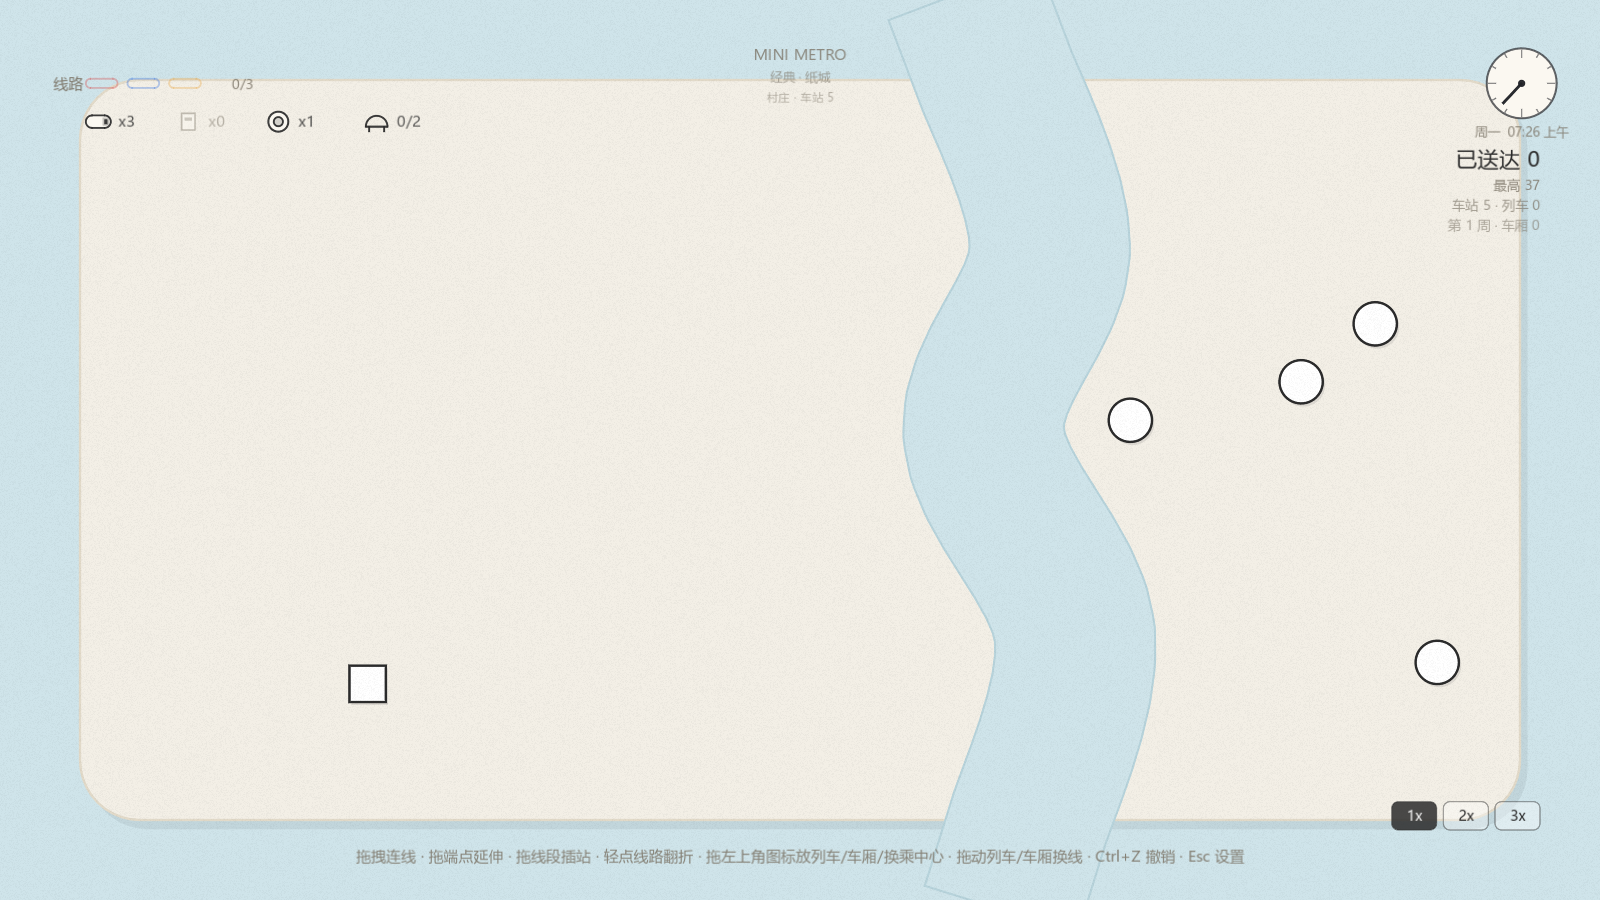 MINI METRO
经典 · 纸城
村庄 · 车站 5
线路 0/3
x3 x0 x1 0/2
周一 07:26 上午
已送达 0
最高 37
车站 5 · 列车 0
第 1 周 · 车厢 0
1x 2x 3x
拖拽连线 · 拖端点延伸 · 拖线段插站 · 轻点线路翻折 · 拖左上角图标放列车/车厢/换乘中心 · 拖动列车/车厢换线 · Ctrl+Z 撤销 · Esc 设置